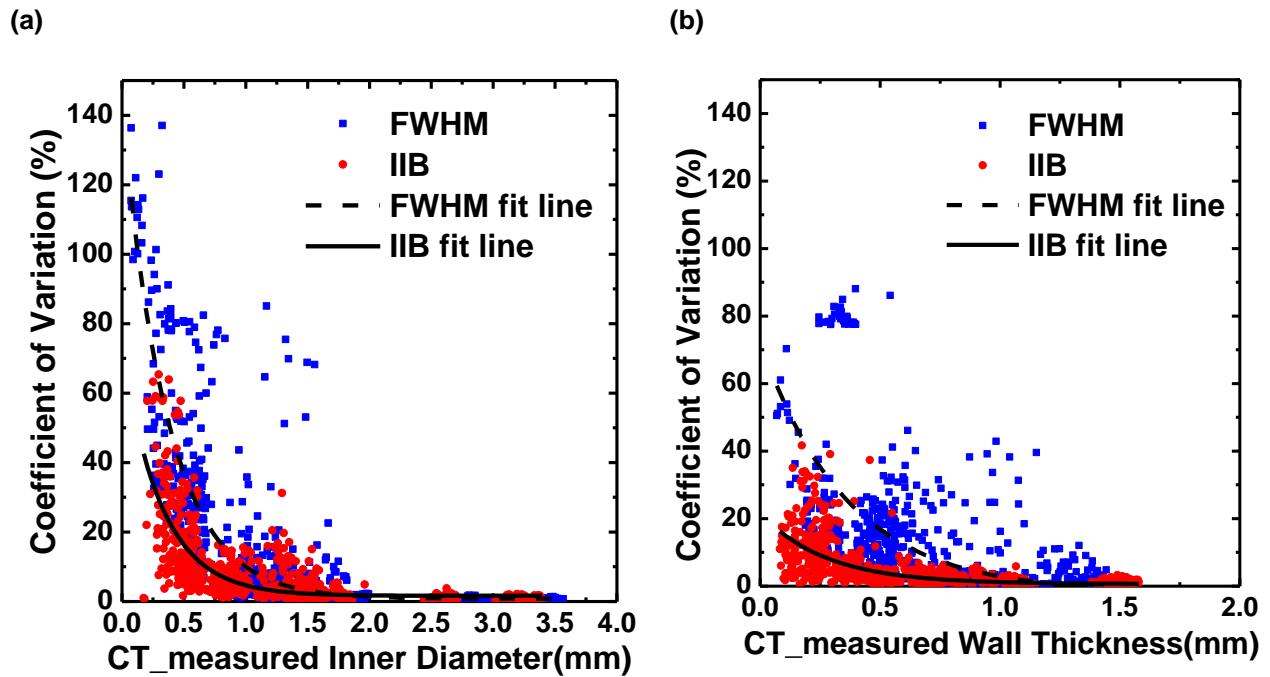 (a)
Coefficient of Variation (%)
140
120
100
80
60
40
20
0
FWHM
IIB
FWHM fit line
IIB fit line
0.0 0.5 1.0 1.5 2.0 2.5 3.0 3.5 4.0
CT_measured Inner Diameter(mm)
(b)
Coefficient of Variation (%)
140
120
100
80
60
40
20
0
FWHM
IIB
FWHM fit line
IIB fit line
0.0 0.5 1.0 1.5 2.0
CT_measured Wall Thickness(mm)